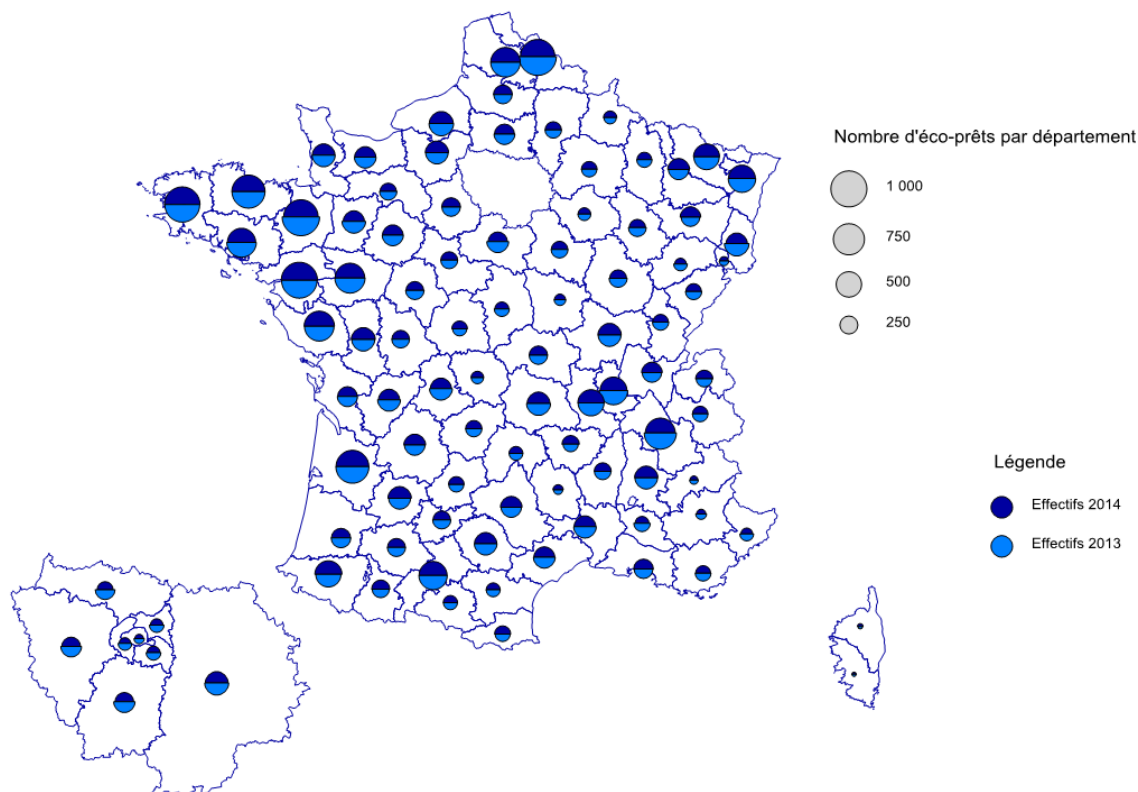 Nombre d'éco-prêts par département
1 000
750
500
250
Légende
Effectifs 2014
Effectifs 2013